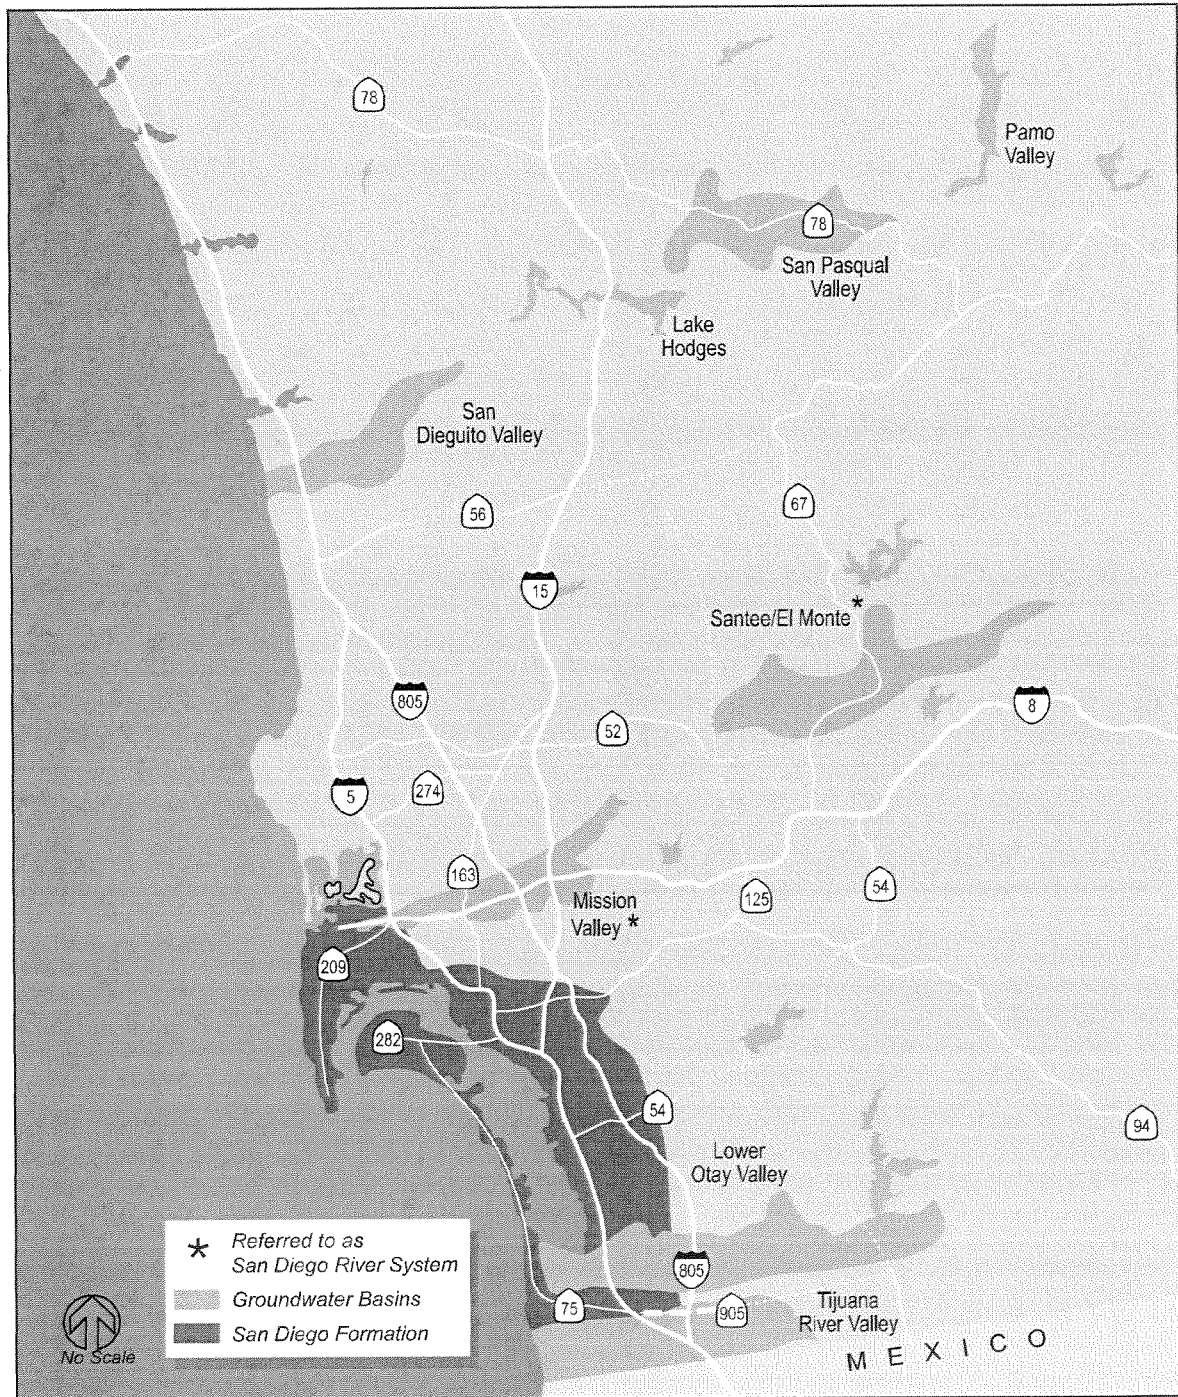 78
Pamo
Valley
78
San Pasqual
Valley
Lake
Hodges
San
Dieguito Valley
56
67
15
Santee/El Monte *
805
8
52
5
274
163
54
125
Mission
Valley *
209
282
54
94
Lower
Otay Valley
* Referred to as
San Diego River System
805
Groundwater Basins
75
905
Tijuana
River Valley
San Diego Formation
MEXICO
No Scale